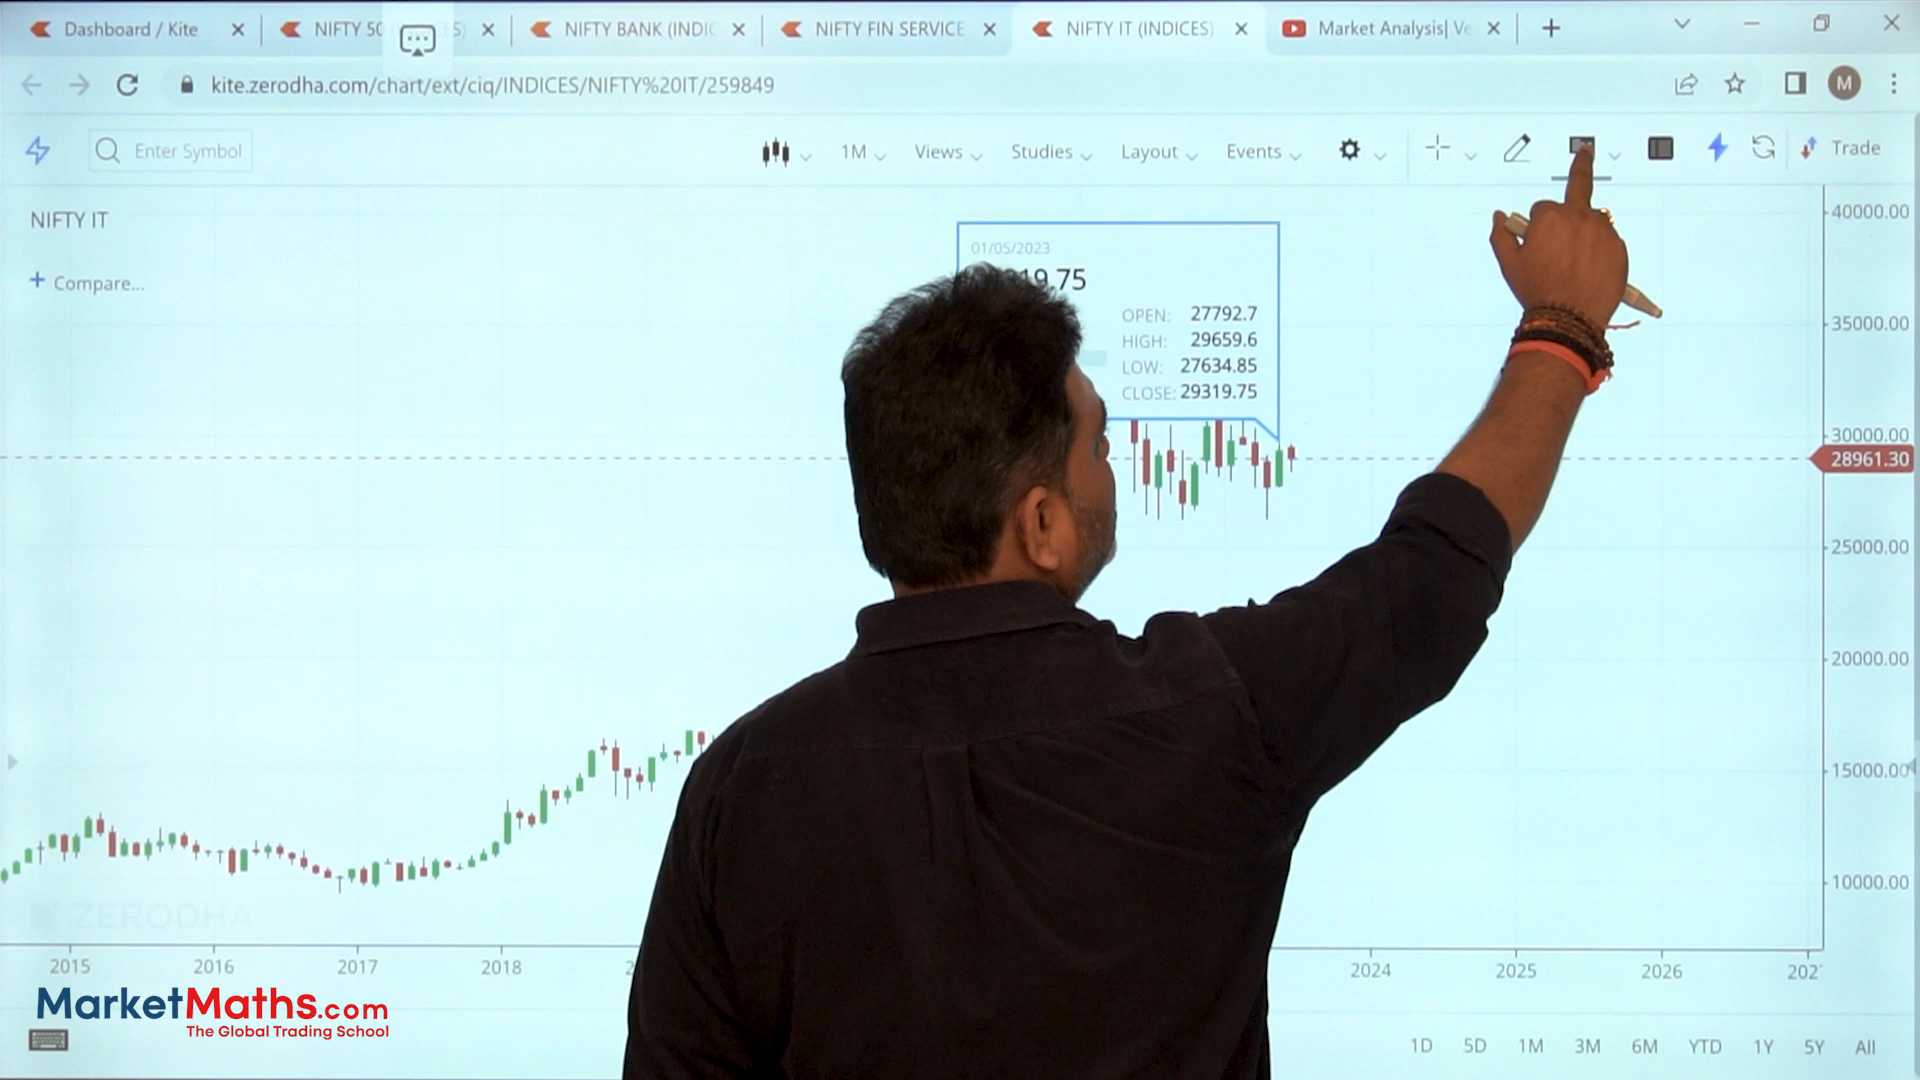 Dashboard / Kite
NIFTY 50
NIFTY BANK (INDIC
NIFTY FIN SERVICE
NIFTY IT (INDICES)
Market Analysis| Ve
kite.zerodha.com/chart/ext/ciq/INDICES/NIFTY%20IT/259849
M
Enter Symbol
1M
Views
Studies
Layout
Events
Trade
NIFTY IT
+ Compare...
01/05/2023
19.75
OPEN: 27792.7
HIGH: 29659.6
LOW: 27634.85
CLOSE: 29319.75
40000.00
35000.00
30000.00
28961.30
25000.00
20000.00
15000.00
10000.00
ZERODHA
2015 2016 2017 2018 2024 2025 2026
MarketMaths.com
The Global Trading School
1D 5D 1M 3M 6M YTD 1Y 5Y All